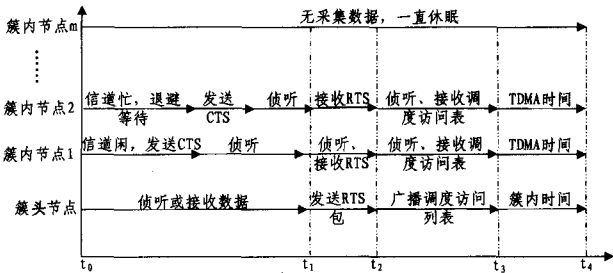 簇内节点m
无采集数据，一直休眠
······
簇内节点2
信道忙，退避
等待
发送
CTS
侦听
接收RTS
侦听、接收调
度访问表
TDMA时间
簇内节点1
信道闲，发送CTS
侦听
侦听、
接收RTS
侦听、接收调
度访问表
TDMA时间
簇头节点
侦听或接收数据
发送RTS
包
广播调度访问
列表
簇内时间
t₀
t₁
t₂
t₃
t₄